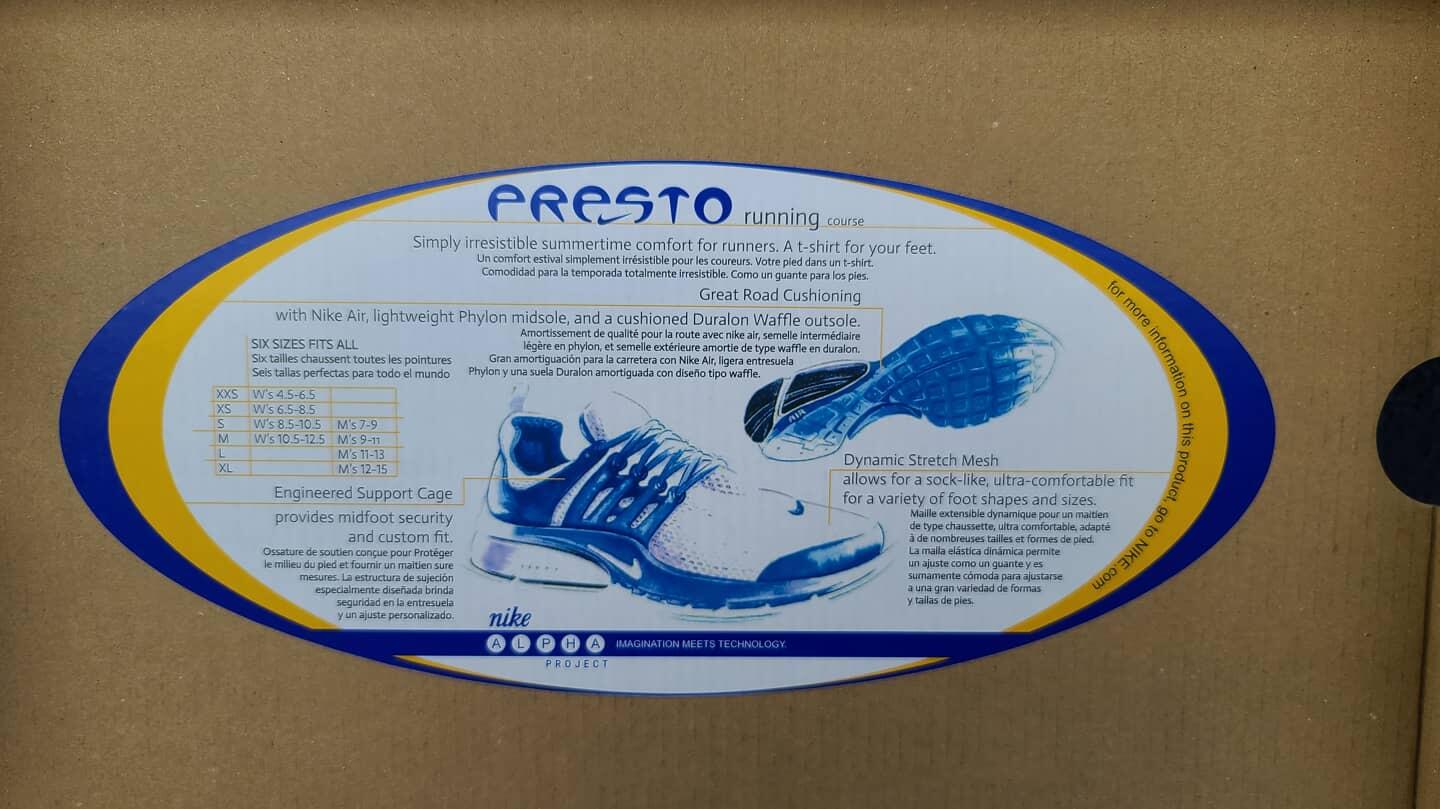 PRESTO running course
Simply irresistible summertime comfort for runners. A t-shirt for your feet.
Un comfort estival simplement irrésistible pour les coureurs. Votre pied dans un t-shirt.
Comodidad para la temporada totalmente irresistible. Como un guante para los pies.
Great Road Cushioning
with Nike Air, lightweight Phylon midsole, and a cushioned Duralon Waffle outsole.
Amortissement de qualité pour la route avec nike air, semelle intermédiaire
légère en phylon, et semelle extérieure amortie de type waffle en duralon.
Gran amortiguación para la carretera con Nike Air, ligera entresuela
Phylon y una suela Duralon amortiguada con diseño tipo waffle.
SIX SIZES FITS ALL
Six tailles chaussent toutes les pointures
Seis tallas perfectas para todo el mundo
XXS W's 4.5-6.5
XS W's 6.5-8.5
S W's 8.5-10.5 M's 7-9
M W's 10.5-12.5 M's 9-11
L M's 11-13
XL M's 12-15
AIR
Engineered Support Cage
provides midfoot security
and custom fit.
Ossature de soutien conçue pour Protéger
le milieu du pied et fournir un maitien sure
mesures. La estructura de sujeción
especialmente diseñada brinda
seguridad en la entresuela
y un ajuste personalizado.
Dynamic Stretch Mesh
allows for a sock-like, ultra-comfortable fit
for a variety of foot shapes and sizes.
Maille extensible dynamique pour un maitien
de type chaussette, ultra comfortable, adapté
à de nombreuses tailles et formes de pied.
La malla elástica dinámica permite
un ajuste como un guante y es
sumamente cómoda para ajustarse
a una gran variedad de formas
y tallas de pies.
for more information on this product, go to NIKE.com
nike
ALPHA IMAGINATION MEETS TECHNOLOGY.
PROJECT